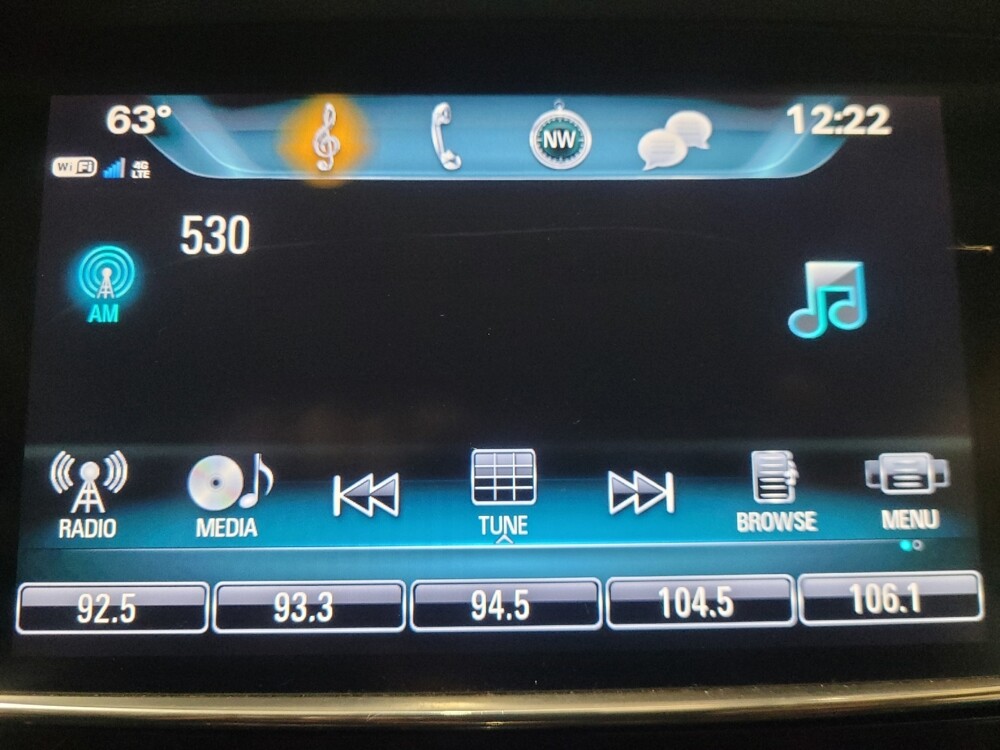 63°
NW
12:22
WiFi
4G
LTE
530
AM
RADIO
MEDIA
TUNE
BROWSE
MENU
92.5
93.3
94.5
104.5
106.1